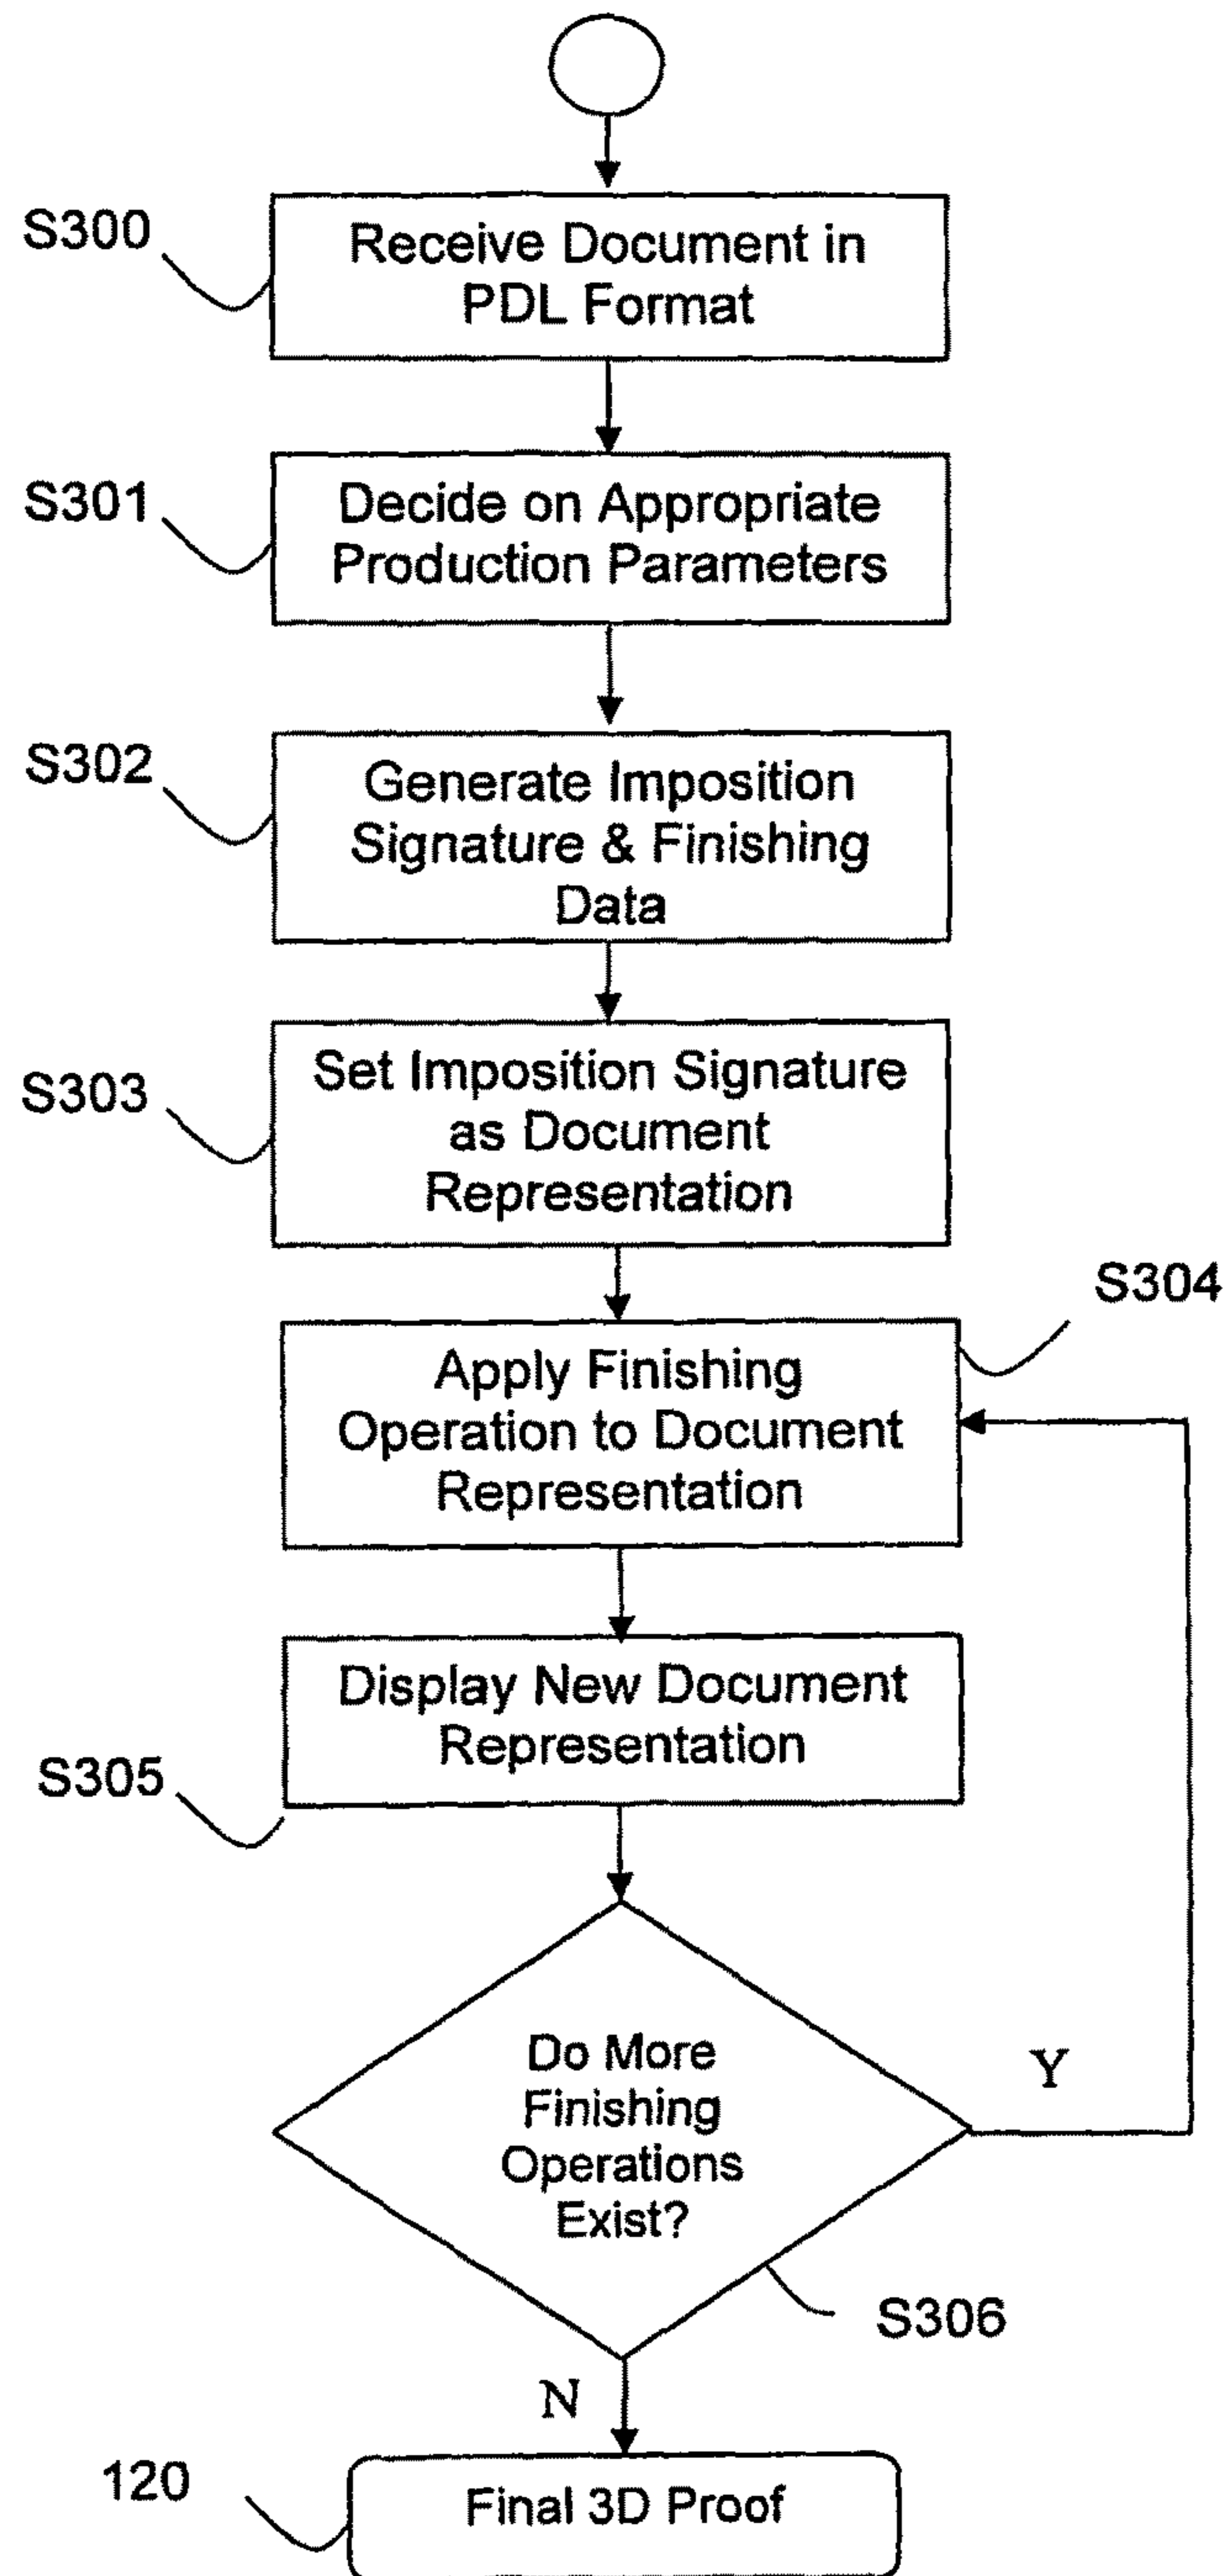 S300
Receive Document in
PDL Format
S301
Decide on Appropriate
Production Parameters
S302
Generate Imposition
Signature & Finishing
Data
S303
Set Imposition Signature
as Document
Representation
S304
Apply Finishing
Operation to Document
Representation
Display New Document
Representation
S305
Do More
Finishing
Operations
Exist?
Y
S306
N
120
Final 3D Proof